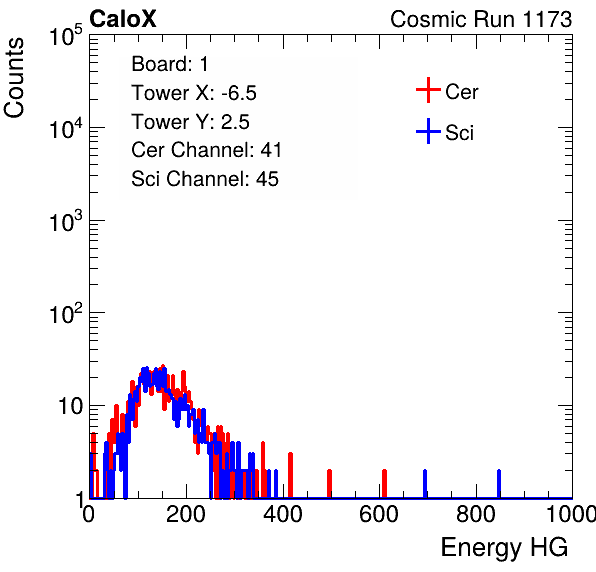 CaloX Cosmic Run 1173
Counts
10^5
10^4
10^3
10^2
10
1
Board: 1
Tower X: -6.5
Tower Y: 2.5
Cer Channel: 41
Sci Channel: 45
Cer
Sci
0 200 400 600 800 1000
Energy HG